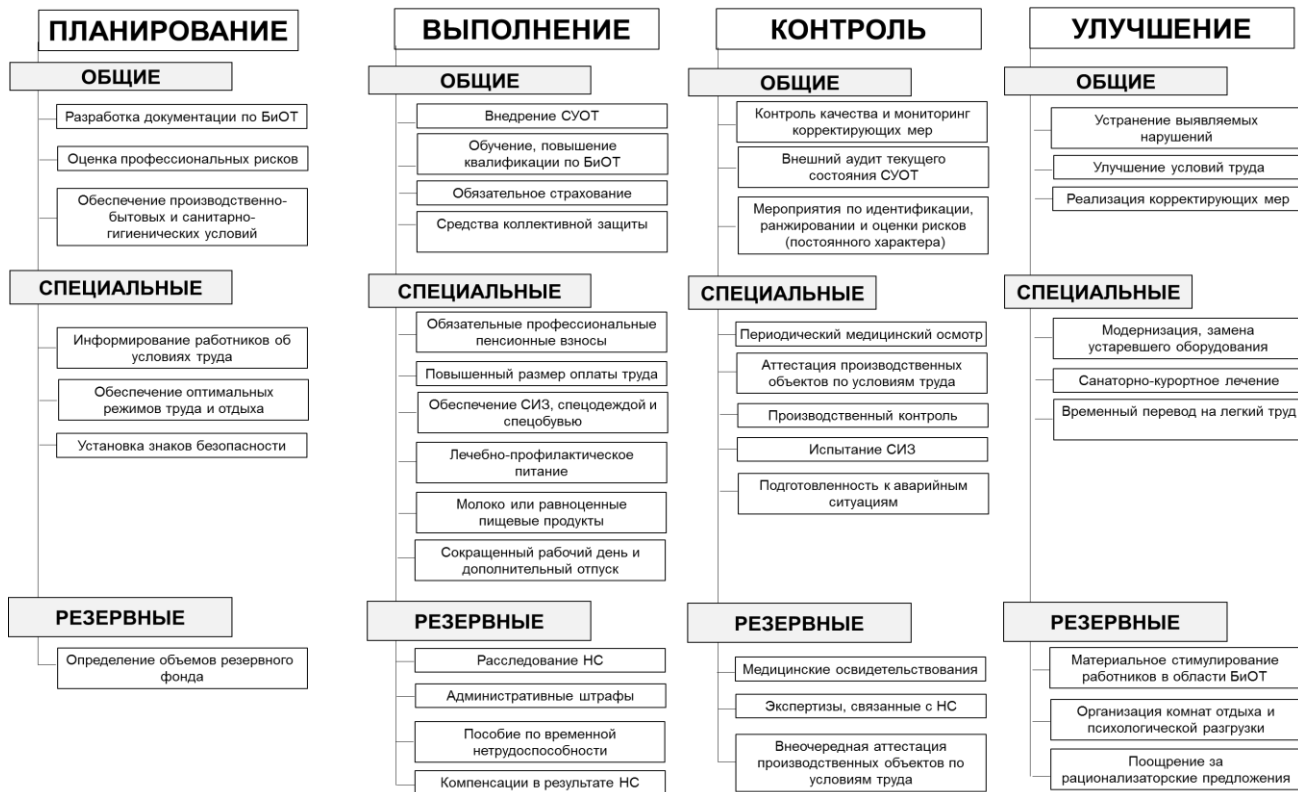 ПЛАНИРОВАНИЕ
ОБЩИЕ
Разработка документации по БиОТ
Оценка профессиональных рисков
Обеспечение производственно-
бытовых и санитарно-
гигиенических условий
СПЕЦИАЛЬНЫЕ
Информирование работников об
условиях труда
Обеспечение оптимальных
режимов труда и отдыха
Установка знаков безопасности
РЕЗЕРВНЫЕ
Определение объемов резервного
фонда
ВЫПОЛНЕНИЕ
ОБЩИЕ
Внедрение СУОТ
Обучение, повышение
квалификации по БиОТ
Обязательное страхование
Средства коллективной защиты
СПЕЦИАЛЬНЫЕ
Обязательные профессиональные
пенсионные взносы
Повышенный размер оплаты труда
Обеспечение СИЗ, спецодеждой и
спецобувью
Лечебно-профилактическое
питание
Молоко или равноценные
пищевые продукты
Сокращенный рабочий день и
дополнительный отпуск
РЕЗЕРВНЫЕ
Расследование НС
Административные штрафы
Пособие по временной
нетрудоспособности
Компенсации в результате НС
КОНТРОЛЬ
ОБЩИЕ
Контроль качества и мониторинг
корректирующих мер
Внешний аудит текущего
состояния СУОТ
Мероприятия по идентификации,
ранжировании и оценки рисков
(постоянного характера)
СПЕЦИАЛЬНЫЕ
Периодический медицинский осмотр
Аттестация производственных
объектов по условиям труда
Производственный контроль
Испытание СИЗ
Подготовленность к аварийным
ситуациям
РЕЗЕРВНЫЕ
Медицинские освидетельствования
Экспертизы, связанные с НС
Внеочередная аттестация
производственных объектов по
условиям труда
УЛУЧШЕНИЕ
ОБЩИЕ
Устранение выявляемых
нарушений
Улучшение условий труда
Реализация корректирующих мер
СПЕЦИАЛЬНЫЕ
Модернизация, замена
устаревшего оборудования
Санаторно-курортное лечение
Временный перевод на легкий труд
РЕЗЕРВНЫЕ
Материальное стимулирование
работников в области БиОТ
Организация комнат отдыха и
психологической разгрузки
Поощрение за
рационализаторские предложения